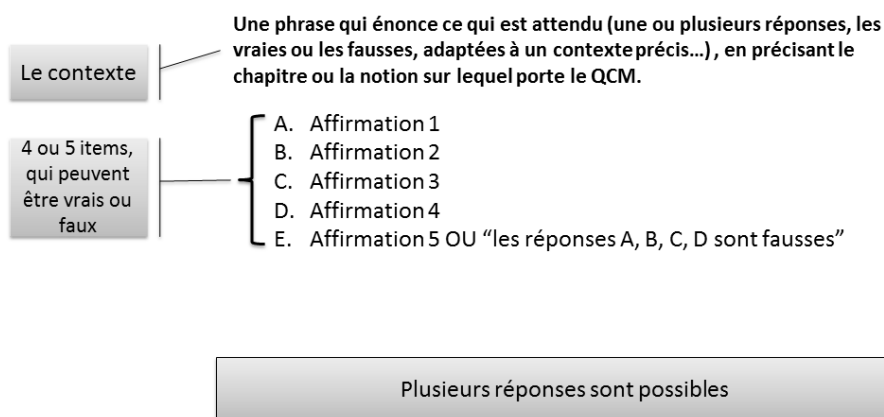 Une phrase qui énonce ce qui est attendu (une ou plusieurs réponses, les
vraies ou les fausses, adaptées à un contexte précis…) , en précisant le
chapitre ou la notion sur lequel porte le QCM.
Le contexte
A. Affirmation 1
B. Affirmation 2
C. Affirmation 3
D. Affirmation 4
E. Affirmation 5 OU “les réponses A, B, C, D sont fausses”
4 ou 5 items,
qui peuvent
être vrais ou
faux
Plusieurs réponses sont possibles